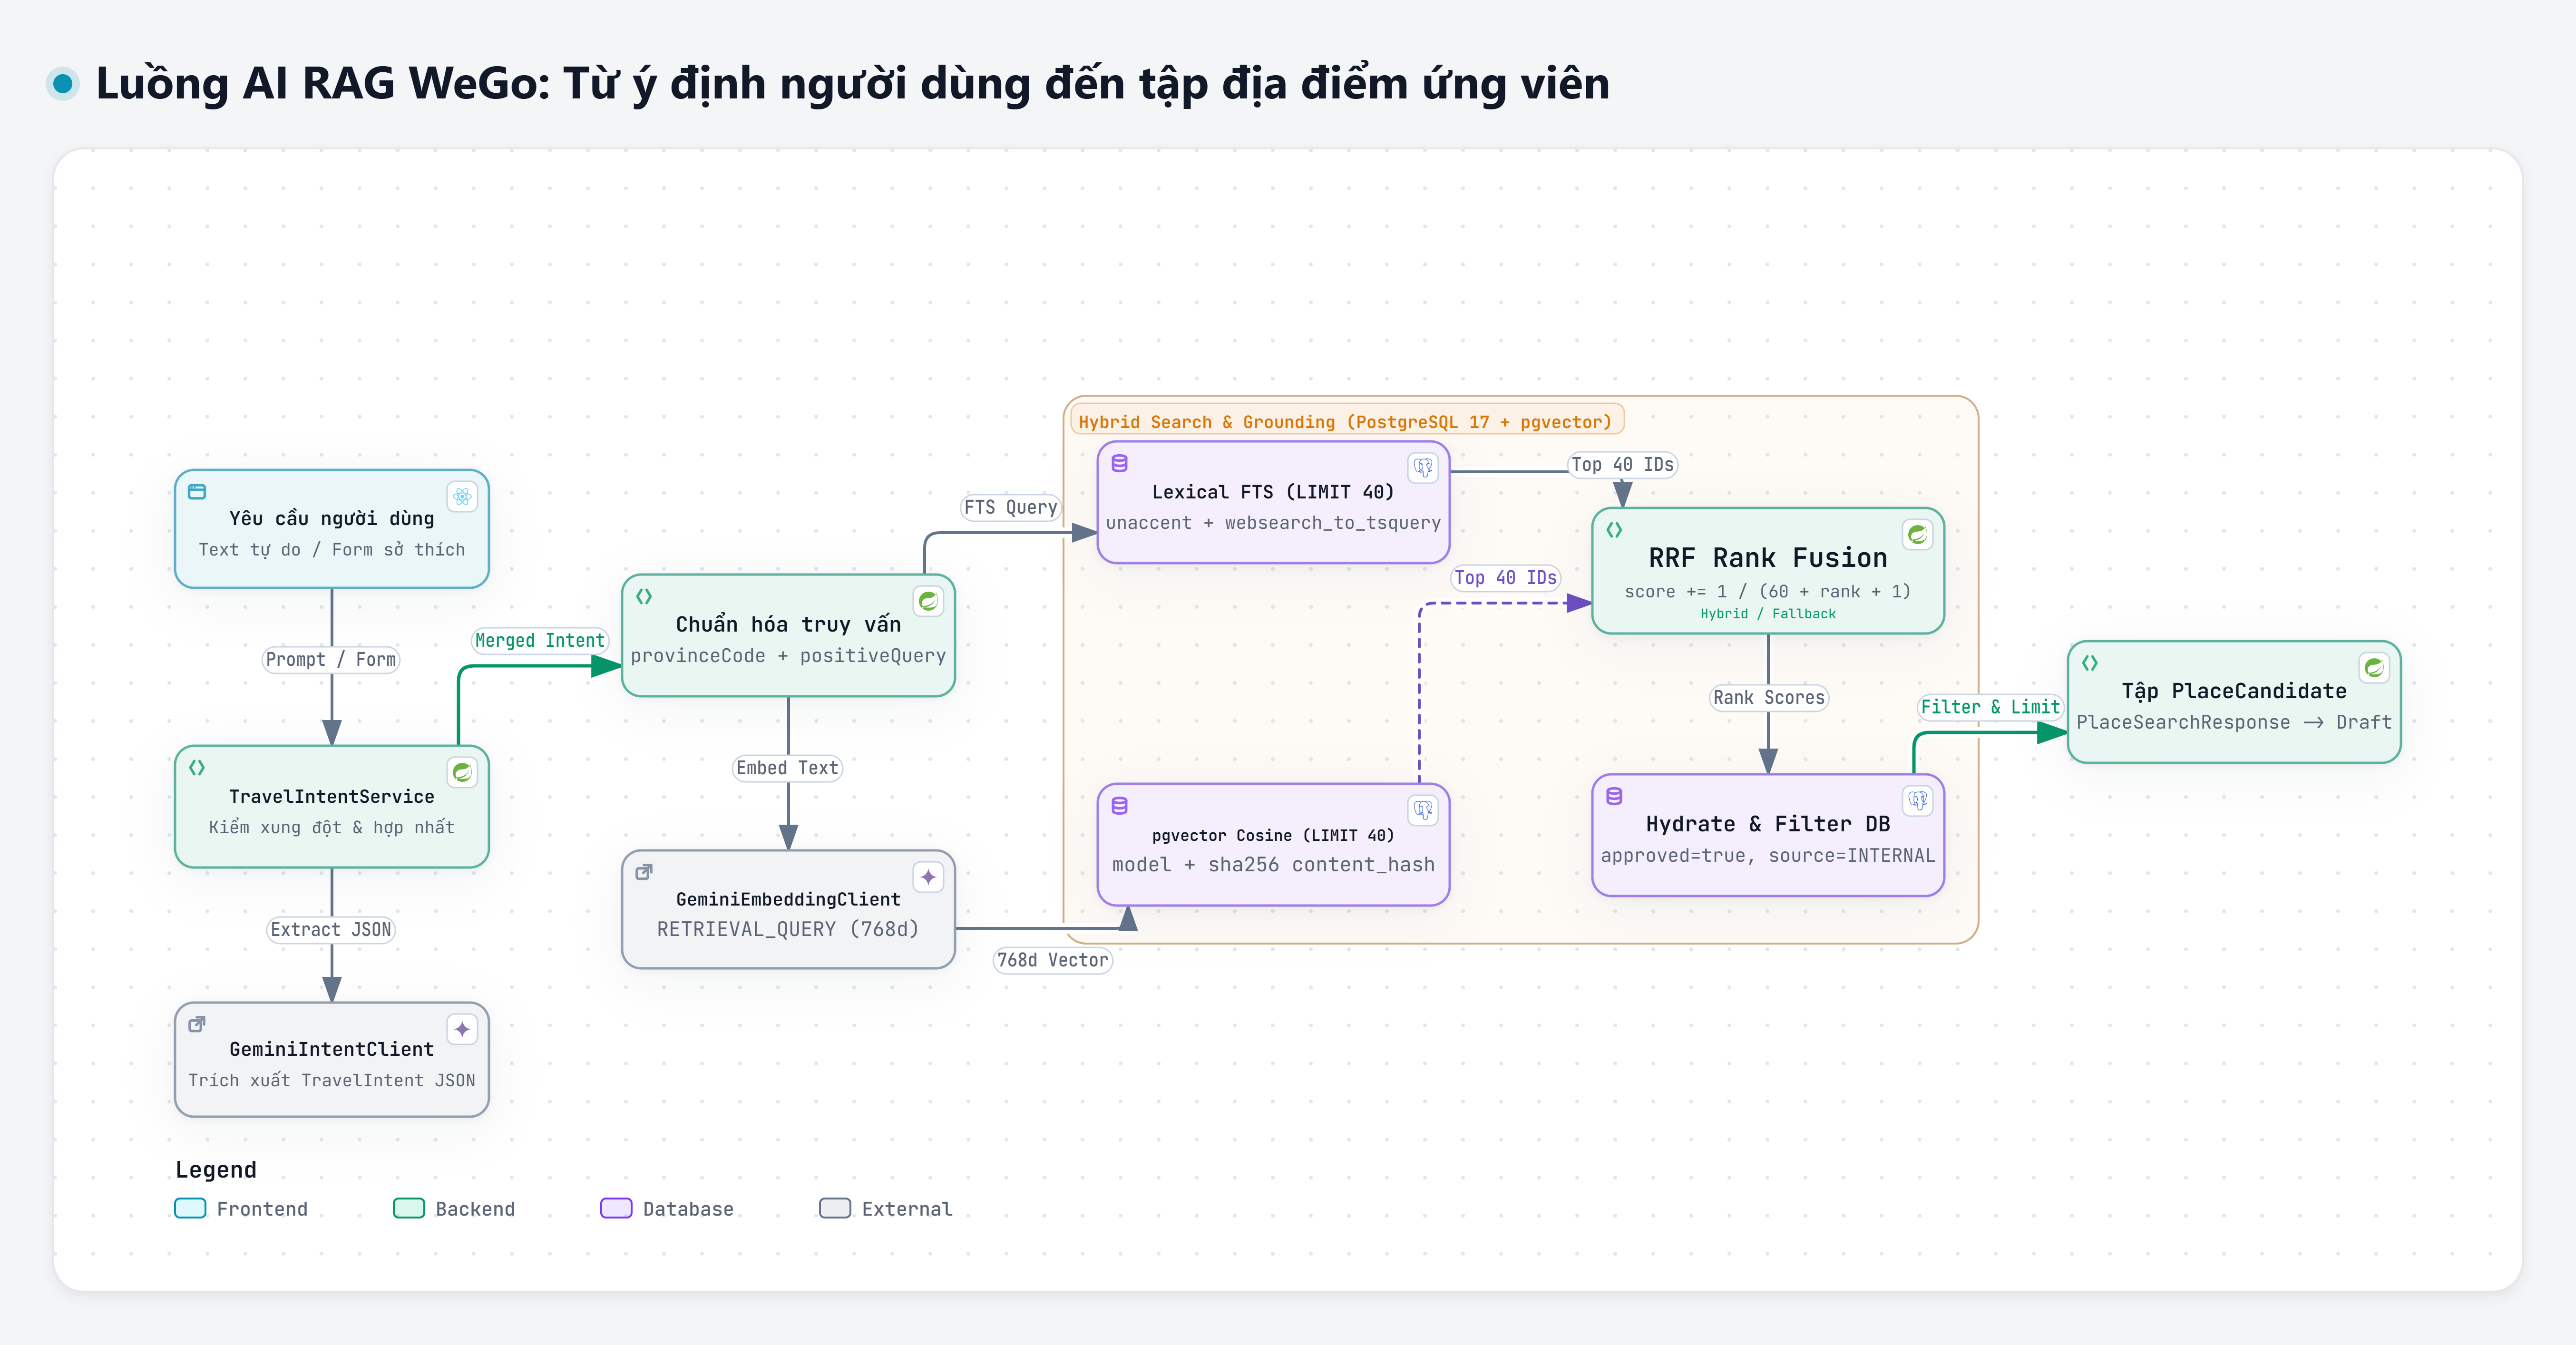 Luồng AI RAG WeGo: Từ ý định người dùng đến tập địa điểm ứng viên
Yêu cầu người dùng
Text tự do / Form sở thích
Prompt / Form
TravelIntentService
Kiểm xung đột & hợp nhất
Extract JSON
GeminiIntentClient
Trích xuất TravelIntent JSON
Merged Intent
Chuẩn hóa truy vấn
provinceCode + positiveQuery
Embed Text
GeminiEmbeddingClient
RETRIEVAL_QUERY (768d)
FTS Query
768d Vector
Hybrid Search & Grounding (PostgreSQL 17 + pgvector)
Lexical FTS (LIMIT 40)
unaccent + websearch_to_tsquery
Top 40 IDs
Top 40 IDs
pgvector Cosine (LIMIT 40)
model + sha256 content_hash
RRF Rank Fusion
score += 1 / (60 + rank + 1)
Hybrid / Fallback
Rank Scores
Hydrate & Filter DB
approved=true, source=INTERNAL
Filter & Limit
Tập PlaceCandidate
PlaceSearchResponse → Draft
Legend
Frontend
Backend
Database
External